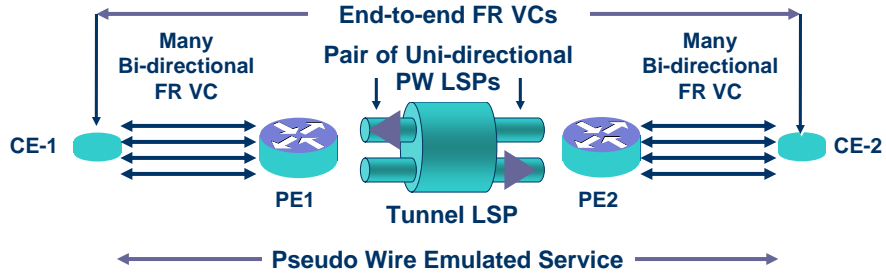 End-to-end FR VCs
Many
Bi-directional
FR VC
Pair of Uni-directional
PW LSPs
Many
Bi-directional
FR VC
CE-1
CE-2
PE1
Tunnel LSP
PE2
Pseudo Wire Emulated Service